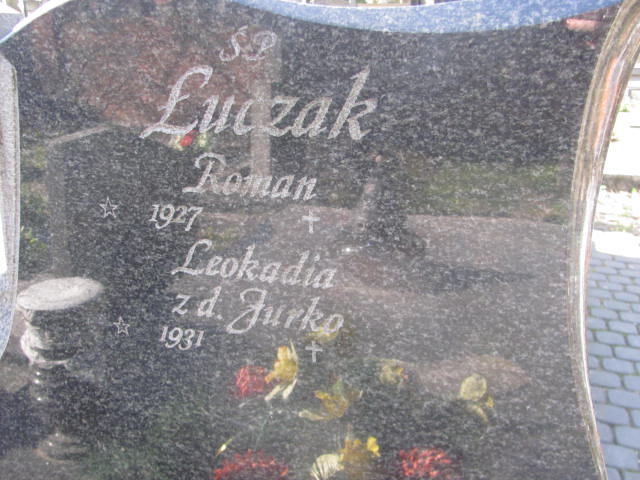 ŚP
Łuczak
Roman
☆ 1927 †
Leokadia
z d. Jurko
☆ 1931 †